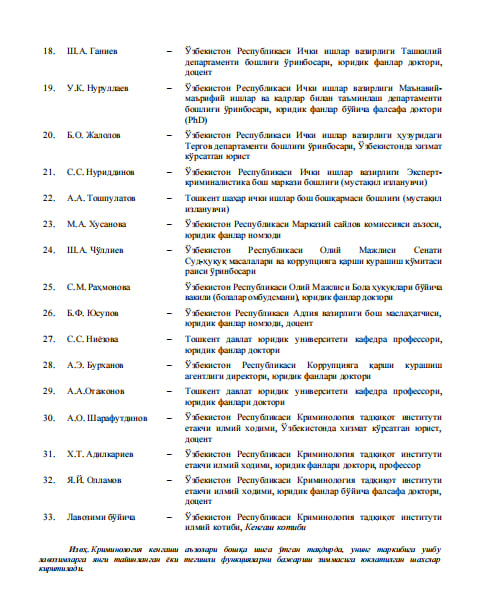 18. Ш.А. Ганиев – Ўзбекистон Республикаси Ички ишлар вазирлиги Ташкилий
департаменти бошлиғи ўринбосари, юридик фанлар доктори,
доцент
19. У.К. Нуруллаев – Ўзбекистон Республикаси Ички ишлар вазирлиги Маънавий-
маърифий ишлар ва кадрлар билан таъминлаш департаменти
бошлиғи ўринбосари, юридик фанлар бўйича фалсафа доктори
(PhD)
20. Б.О. Жалолов – Ўзбекистон Республикаси Ички ишлар вазирлиги ҳузуридаги
Тергов департаменти бошлиғи ўринбосари, Ўзбекистонда хизмат
кўрсатган юрист
21. С.С. Нуриддинов – Ўзбекистон Республикаси Ички ишлар вазирлиги Эксперт-
криминалистика бош маркази бошлиғи (мустақил изланувчи)
22. А.А. Тошпулатов – Тошкент шаҳар ички ишлар бош бошқармаси бошлиғи (мустақил
изланувчи)
23. М.А. Хусанова – Ўзбекистон Республикаси Марказий сайлов комиссияси аъзоси,
юридик фанлар номзоди
24. Ш.А. Чўллиев – Ўзбекистон Республикаси Олий Мажлиси Сенати
Суд-ҳуқуқ масалалари ва коррупцияга қарши курашиш қўмитаси
раиси ўринбосари
25. С.М. Раҳмонова – Ўзбекистон Республикаси Олий Мажлиси Бола ҳуқуқлари бўйича
вакили (болалар омбудсмани), юридик фанлар доктори
26. Б.Ф. Юсупов – Ўзбекистон Республикаси Адлия вазирлиги бош маслаҳатчиси,
юридик фанлар номзоди, доцент
27. С.С. Ниёзова – Тошкент давлат юридик университети кафедра профессори,
юридик фанлар доктори
28. А.Э. Бурханов – Ўзбекистон Республикаси Коррупцияга қарши курашиш
агентлиги директори, юридик фанлари доктори
29. А.А.Отажонов – Тошкент давлат юридик университети кафедра профессори,
юридик фанлари доктори
30. А.О. Шарафутдинов – Ўзбекистон Республикаси Криминология тадқиқот институти
етакчи илмий ходими, Ўзбекистонда хизмат кўрсатган юрист,
доцент
31. Х.Т. Адилкариев – Ўзбекистон Республикаси Криминология тадқиқот институти
етакчи илмий ходими, юридик фанлари доктори, профессор
32. Я.Й. Олламов – Ўзбекистон Республикаси Криминология тадқиқот институти
етакчи илмий ходими, юридик фанлар бўйича фалсафа доктори,
доцент
33. Лавозими бўйича – Ўзбекистон Республикаси Криминология тадқиқот институти
илмий котиби, Кенгаш котиби
Изоҳ. Криминология кенгаши аъзолари бошқа ишга ўтган тақдирда, унинг таркибига ушбу
лавозимларга янги тайинланган ёки тегишли функцияларни бажариш зиммасига юклатилган шахслар
киритилади.